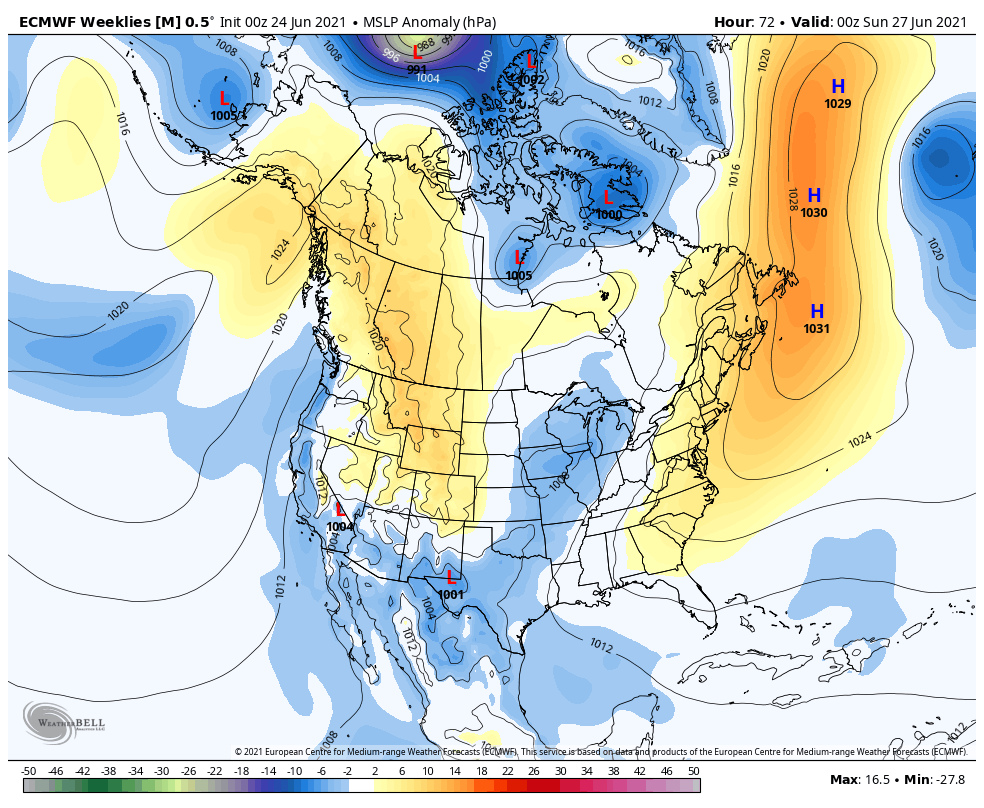 ECMWF Weeklies [M] 0.5° Init 00z 24 Jun 2021 • MSLP Anomaly (hPa)
Hour: 72 • Valid: 00z Sun 27 Jun 2021
1008
988
996
991
1004
1000
L
L
1002
1016
1020
H
1029
L
1005
1016
1012
1008
1016
1004
1020
1016
L
1000
1028
H
1030
1024
L
1005
1020
1020
1020
1020
H
1031
1024
1008
1012
L
1004
1004
L
1001
1012
1004
1012
1012
1008
1012
WEATHERBELL
Analytics LLC
© 2021 European Centre for Medium-range Weather Forecasts (ECMWF). This service is based on data and products of the European Centre for Medium-range Weather Forecasts (ECMWF).
-50 -46 -42 -38 -34 -30 -26 -22 -18 -14 -10 -6 -2 2 6 10 14 18 22 26 30 34 38 42 46 50
Max: 16.5 • Min: -27.8